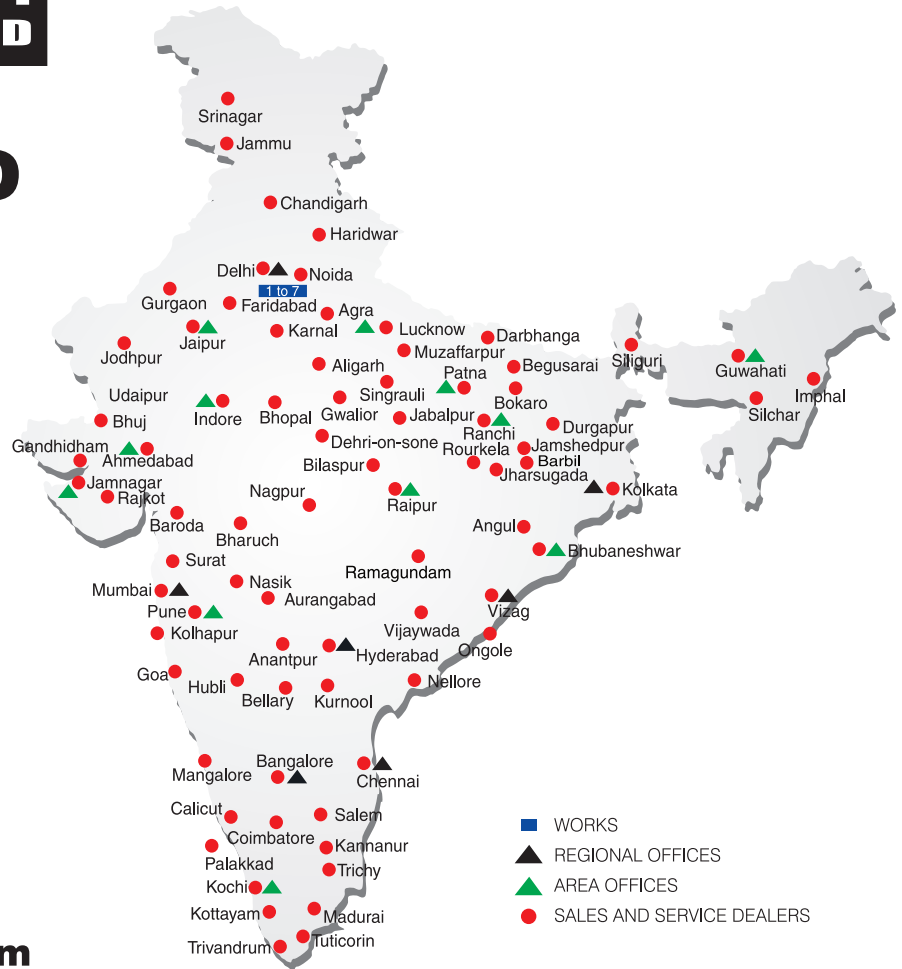 D
Srinagar
Jammu
Chandigarh
Haridwar
Delhi
Noida
1 to 7
Gurgaon
Faridabad
Agra
Jaipur
Karnal
Lucknow
Darbhanga
Siliguri
Jodhpur
Muzaffarpur
Guwahati
Aligarh
Patna
Begusarai
Imphal
Udaipur
Singrauli
Bokaro
Silchar
Bhuj
Indore
Bhopal
Gwalior
Jabalpur
Ranchi
Durgapur
Gandhidham
Ahmedabad
Dehri-on-sone
Rourkela
Jamshedpur
Barbil
Bilaspur
Jharsugada
Jamnagar
Rajkot
Nagpur
Raipur
Kolkata
Baroda
Bharuch
Angul
Bhubaneshwar
Surat
Ramagundam
Mumbai
Nasik
Aurangabad
Pune
Vizag
Kolhapur
Vijaywada
Anantpur
Hyderabad
Ongole
Goa
Hubli
Bellary
Kurnool
Nellore
Mangalore
Bangalore
Chennai
Calicut
Salem
Coimbatore
Kannanur
Palakkad
Trichy
Kochi
Kottayam
Madurai
Trivandrum
Tuticorin
WORKS
REGIONAL OFFICES
AREA OFFICES
SALES AND SERVICE DEALERS
m